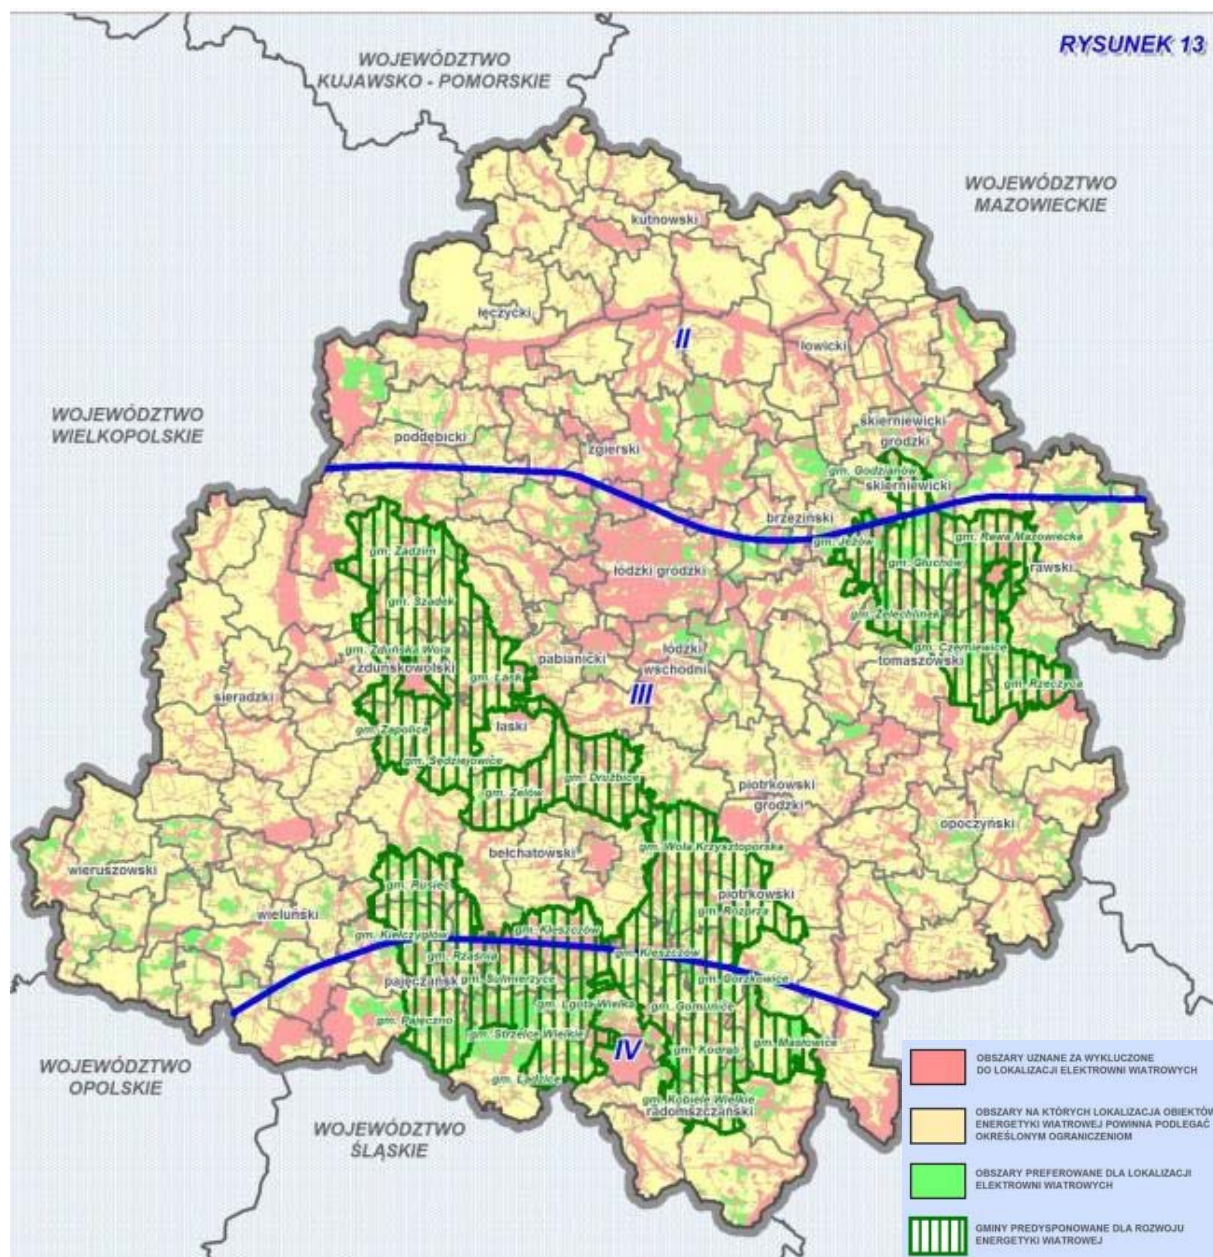 RYSUNEK 13
WOJEWÓDZTWO
KUJAWSKO - POMORSKIE
WOJEWÓDZTWO
MAZOWIECKIE
kutnowski
łęczycki
II
łowicki
WOJEWÓDZTWO
WIELKOPOLSKIE
poddębicki
zgierski
skierniewicki
grodzki
gm. Godzianów
skierniewicki
brzeziński
gm. Jeżów
gm. Rawa Mazowiecka
gm. Zadzim
łódzki grodzki
gm. Głuchów
rawski
gm. Szadek
gm. Żelechlinek
gm. Zduńska Wola
zduńskowolski
pabianicki
łódzki
wschodni
gm. Czerniewice
tomaszowski
gm. Łask
gm. Rzeczyca
sieradzki
III
gm. Zapolice
łaski
gm. Sędziejowice
gm. Drużbice
gm. Zelów
piotrkowski
grodzki
opoczyński
gm. Wola Krzysztoporska
bełchatowski
wieruszowski
gm. Rusiec
piotrkowski
gm. Rozprza
wieluński
gm. Kiełczygłów
gm. Kleszczów
gm. Kleszczów
gm. Rząśnia
pajęczański
gm. Sulmierzyce
gm. Gorzkowice
gm. Lgota Wielka
gm. Gomunice
gm. Pajęczno
gm. Strzelce Wielkie
gm. Masłowice
IV
gm. Kodrąb
gm. Ładzice
gm. Kobiele Wielkie
radomszczański
WOJEWÓDZTWO
OPOLSKIE
WOJEWÓDZTWO
ŚLĄSKIE
OBSZARY UZNANE ZA WYKLUCZONE
DO LOKALIZACJI ELEKTROWNI WIATROWYCH
OBSZARY NA KTÓRYCH LOKALIZACJA OBIEKTÓW
ENERGETYKI WIATROWEJ POWINNA PODLEGAĆ
OKREŚLONYM OGRANICZENIOM
OBSZARY PREFEROWANE DLA LOKALIZACJI
ELEKTROWNI WIATROWYCH
GMINY PREDYSPONOWANE DLA ROZWOJU
ENERGETYKI WIATROWEJ